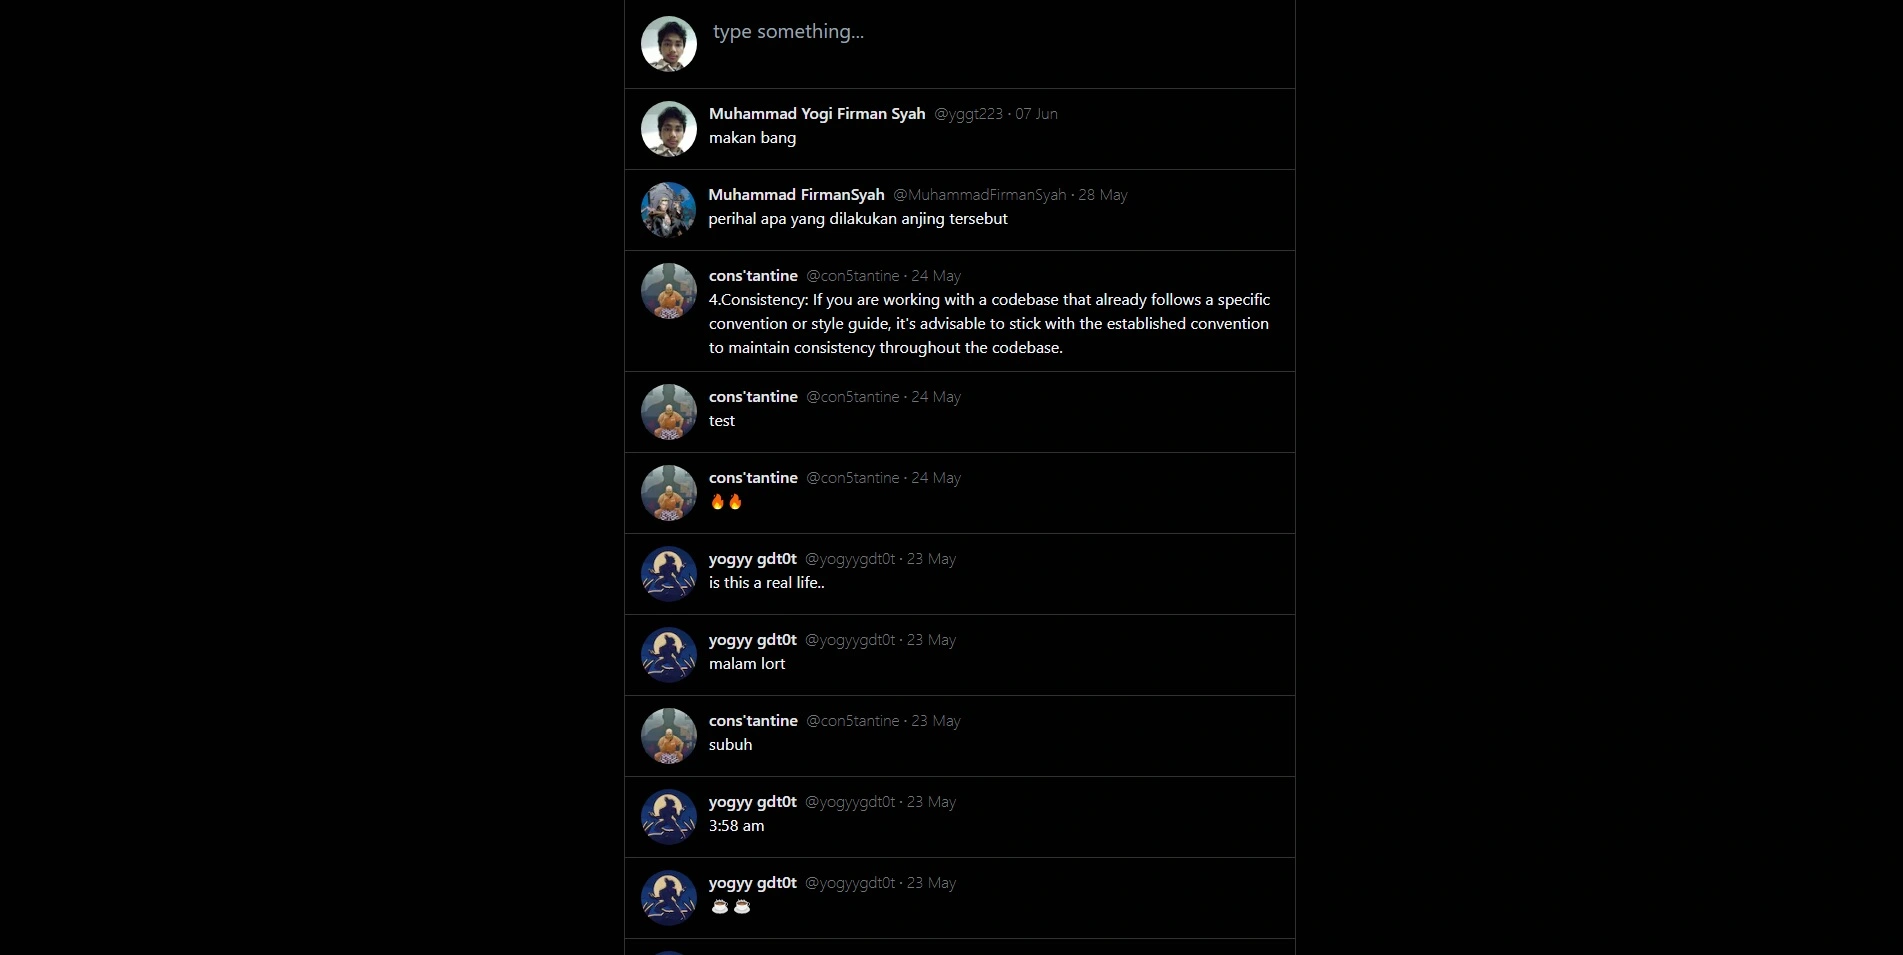 type something...
Muhammad Yogi Firman Syah @yggt223 · 07 Jun
makan bang
Muhammad FirmanSyah @MuhammadFirmanSyah · 28 May
perihal apa yang dilakukan anjing tersebut
cons'tantine @con5tantine · 24 May
4.Consistency: If you are working with a codebase that already follows a specific
convention or style guide, it's advisable to stick with the established convention
to maintain consistency throughout the codebase.
cons'tantine @con5tantine · 24 May
test
cons'tantine @con5tantine · 24 May
🔥🔥
yogyy gdt0t @yogyygdt0t · 23 May
is this a real life..
yogyy gdt0t @yogyygdt0t · 23 May
malam lort
cons'tantine @con5tantine · 23 May
subuh
yogyy gdt0t @yogyygdt0t · 23 May
3:58 am
yogyy gdt0t @yogyygdt0t · 23 May
☕☕